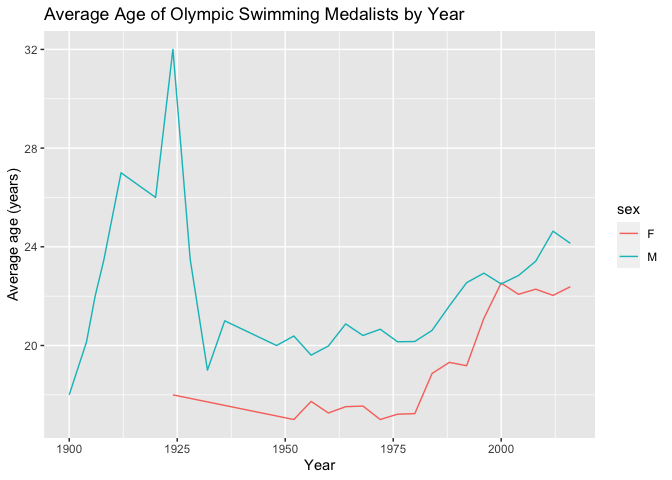 Average Age of Olympic Swimming Medalists by Year
32
28
24
20
Average age (years)
1900
1925
1950
1975
2000
Year
sex
F
M